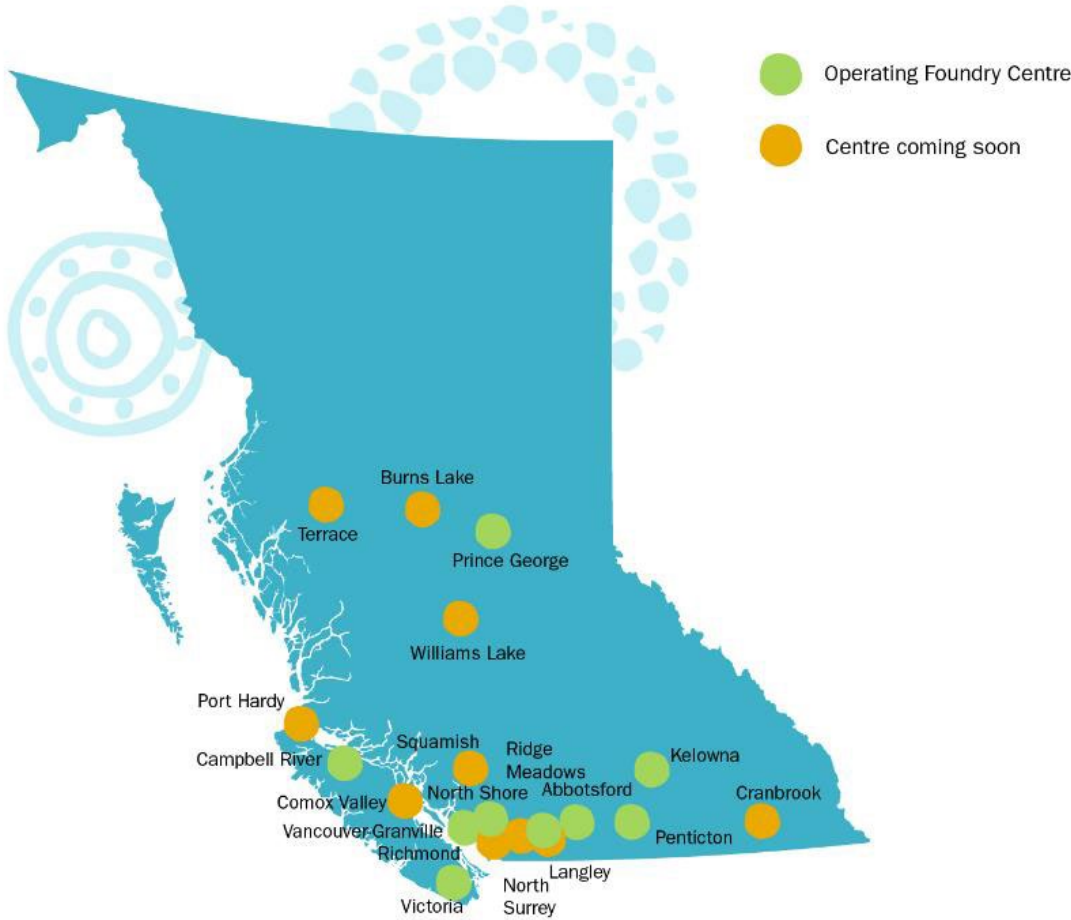 Operating Foundry Centre
Centre coming soon
Burns Lake
Terrace
Prince George
Williams Lake
Port Hardy
Squamish
Ridge
Meadows
Campbell River
Kelowna
North Shore
Abbotsford
Cranbrook
Comox Valley
Vancouver-Granville
Penticton
Richmond
Langley
North
Surrey
Victoria